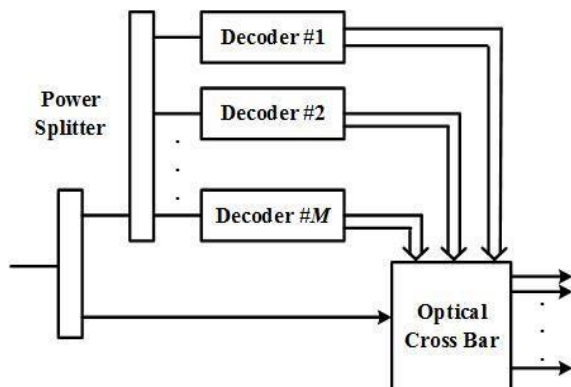 Decoder #1
Power
Splitter
Decoder #2
Decoder #M
Optical
Cross Bar